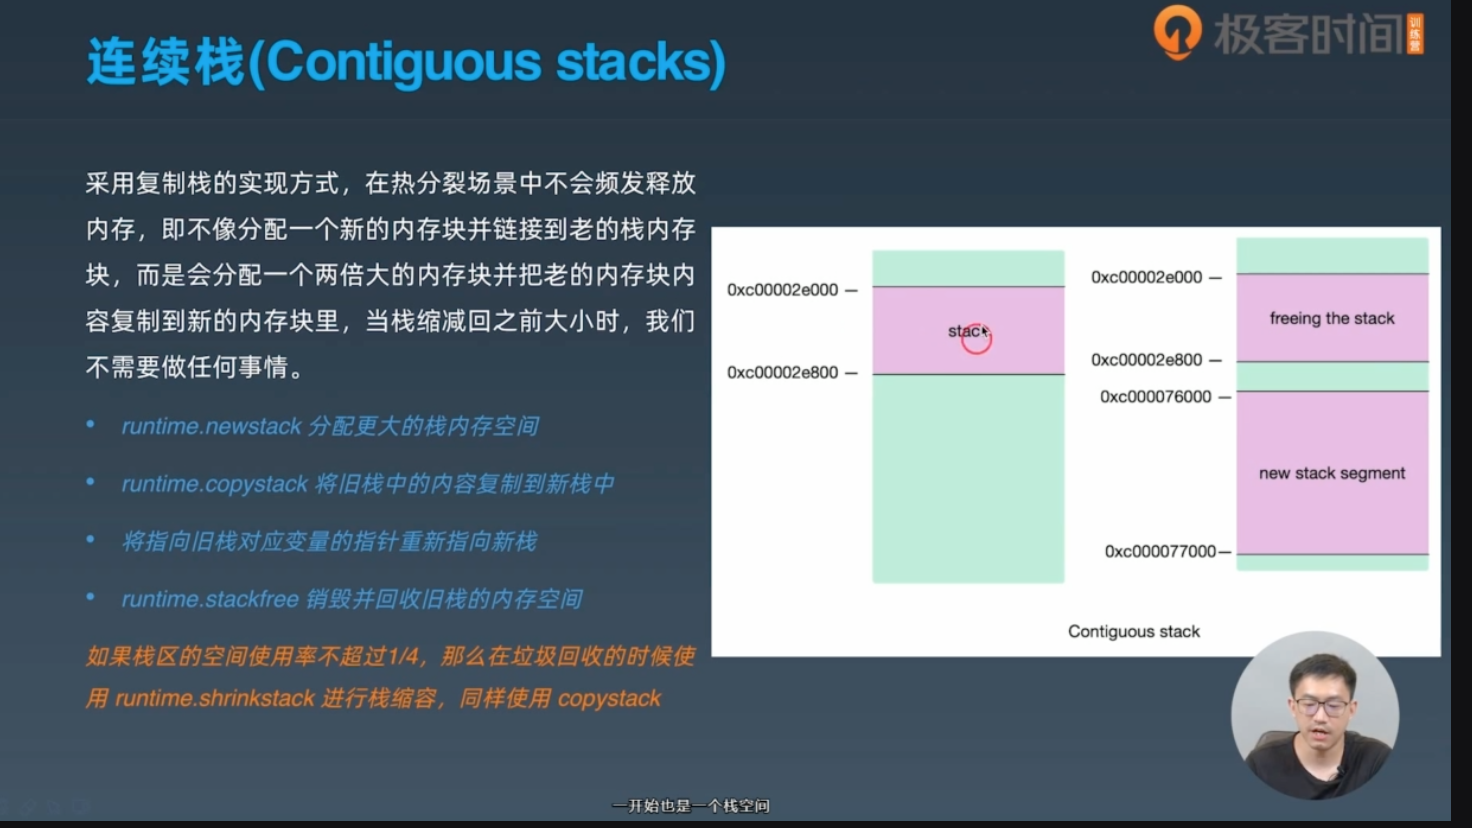 连续栈(Contiguous stacks)
极客时间
训练营
采用复制栈的实现方式，在热分裂场景中不会频发释放
内存，即不像分配一个新的内存块并链接到老的栈内存
块，而是会分配一个两倍大的内存块并把老的内存块内
容复制到新的内存块里，当栈缩减回之前大小时，我们
不需要做任何事情。
• runtime.newstack 分配更大的栈内存空间
• runtime.copystack 将旧栈中的内容复制到新栈中
• 将指向旧栈对应变量的指针重新指向新栈
• runtime.stackfree 销毁并回收旧栈的内存空间
如果栈区的空间使用率不超过1/4，那么在垃圾回收的时候使
用 runtime.shrinkstack 进行栈缩容，同样使用 copystack
0xc00002e000
stack
0xc00002e800
0xc00002e000
freeing the stack
0xc00002e800
0xc000076000
new stack segment
0xc000077000
Contiguous stack
一开始也是一个栈空间